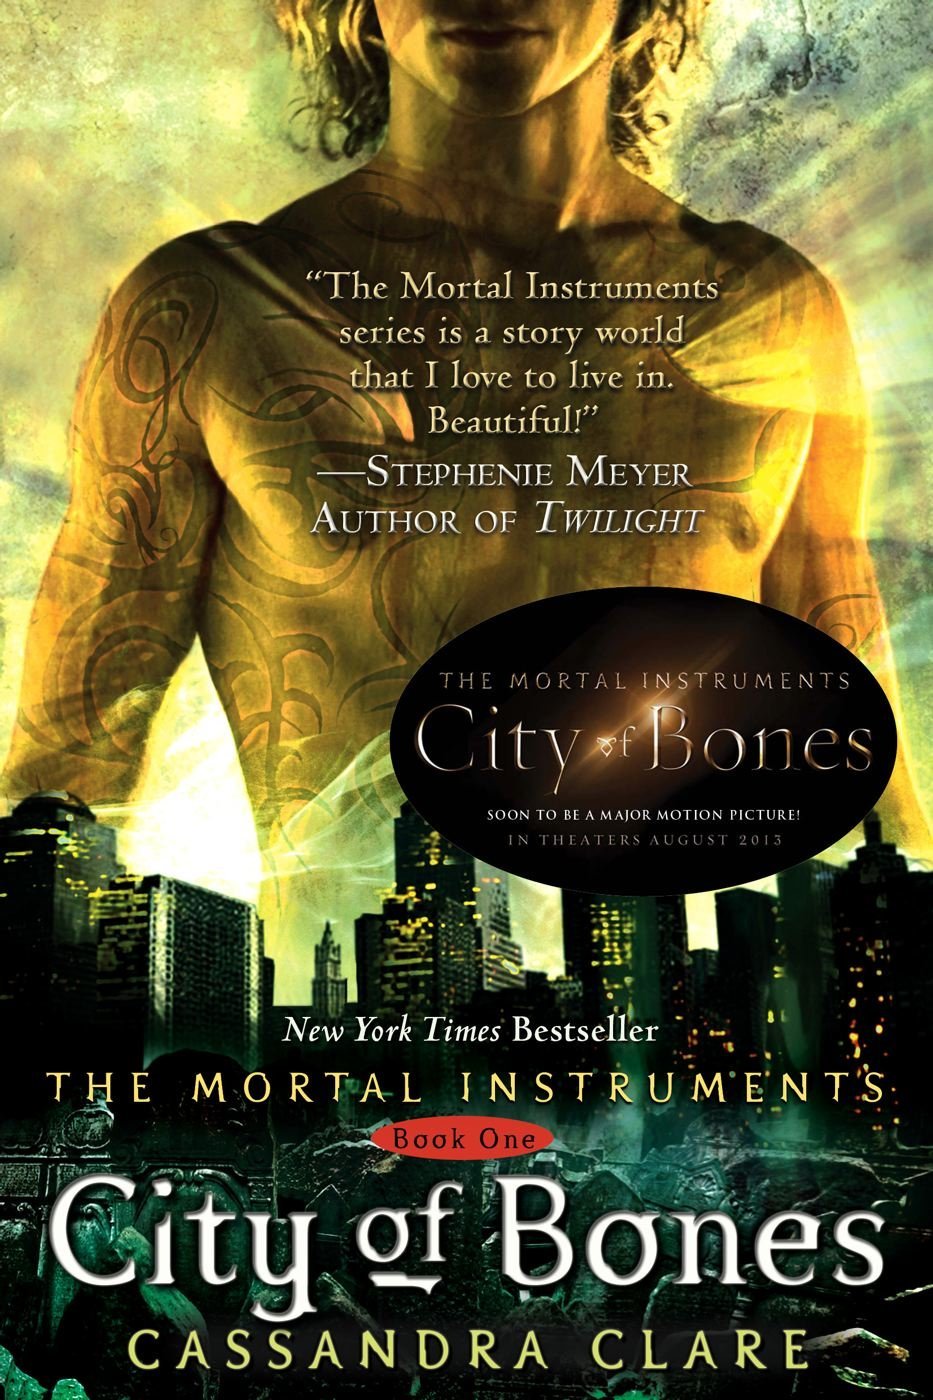 “The Mortal Instruments
series is a story world
that I love to live in.
Beautiful!”
—Stephenie Meyer
Author of Twilight
THE MORTAL INSTRUMENTS
City of Bones
SOON TO BE A MAJOR MOTION PICTURE!
IN THEATERS AUGUST 2013
New York Times Bestseller
THE MORTAL INSTRUMENTS
Book One
City of Bones
CASSANDRA CLARE